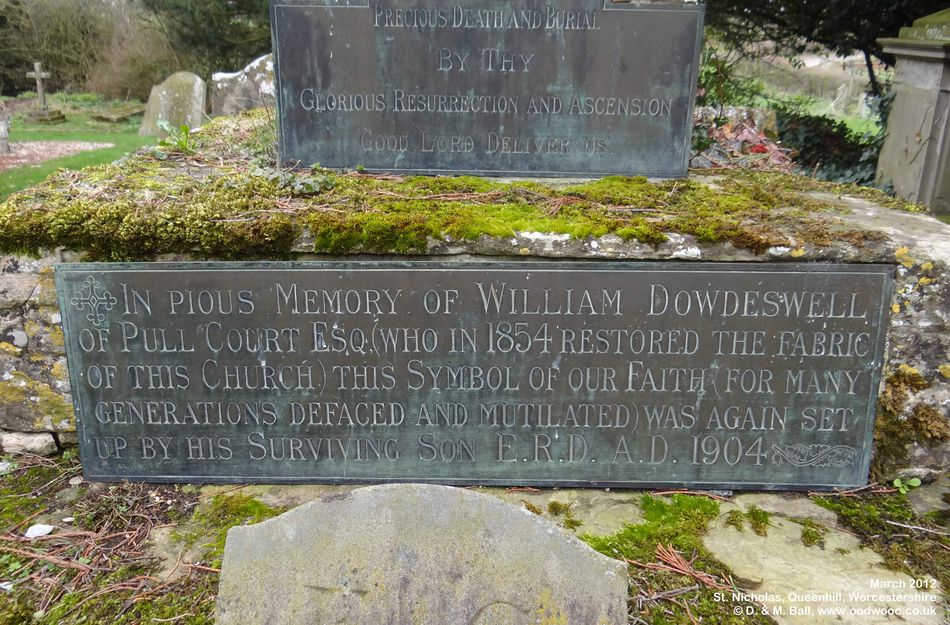 Precious Death and Burial
By Thy
Glorious Resurrection and Ascension
Good Lord Deliver us.
In pious Memory of William Dowdeswell
of Pull Court Esq. (who in 1854 restored the fabric
of this Church) this Symbol of our Faith (for many
generations defaced and mutilated) was again set
up by his Surviving Son E.R.D. A.D. 1904
March 2012
St. Nicholas, Queenhill, Worcestershire
© D. & M. Ball, www.oodwooc.co.uk